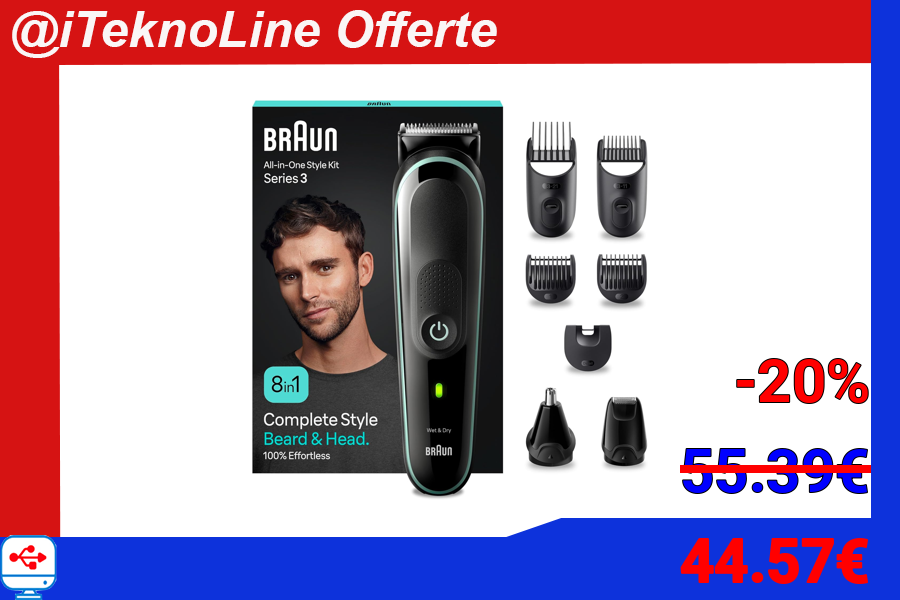 @iTeknoLine Offerte
BRAUN
BRAUN
All-in-One Style Kit
Series 3
8in1
Complete Style
Beard & Head.
100% Effortless
Wet & Dry
BRAUN
-20%
55.39€
44.57€